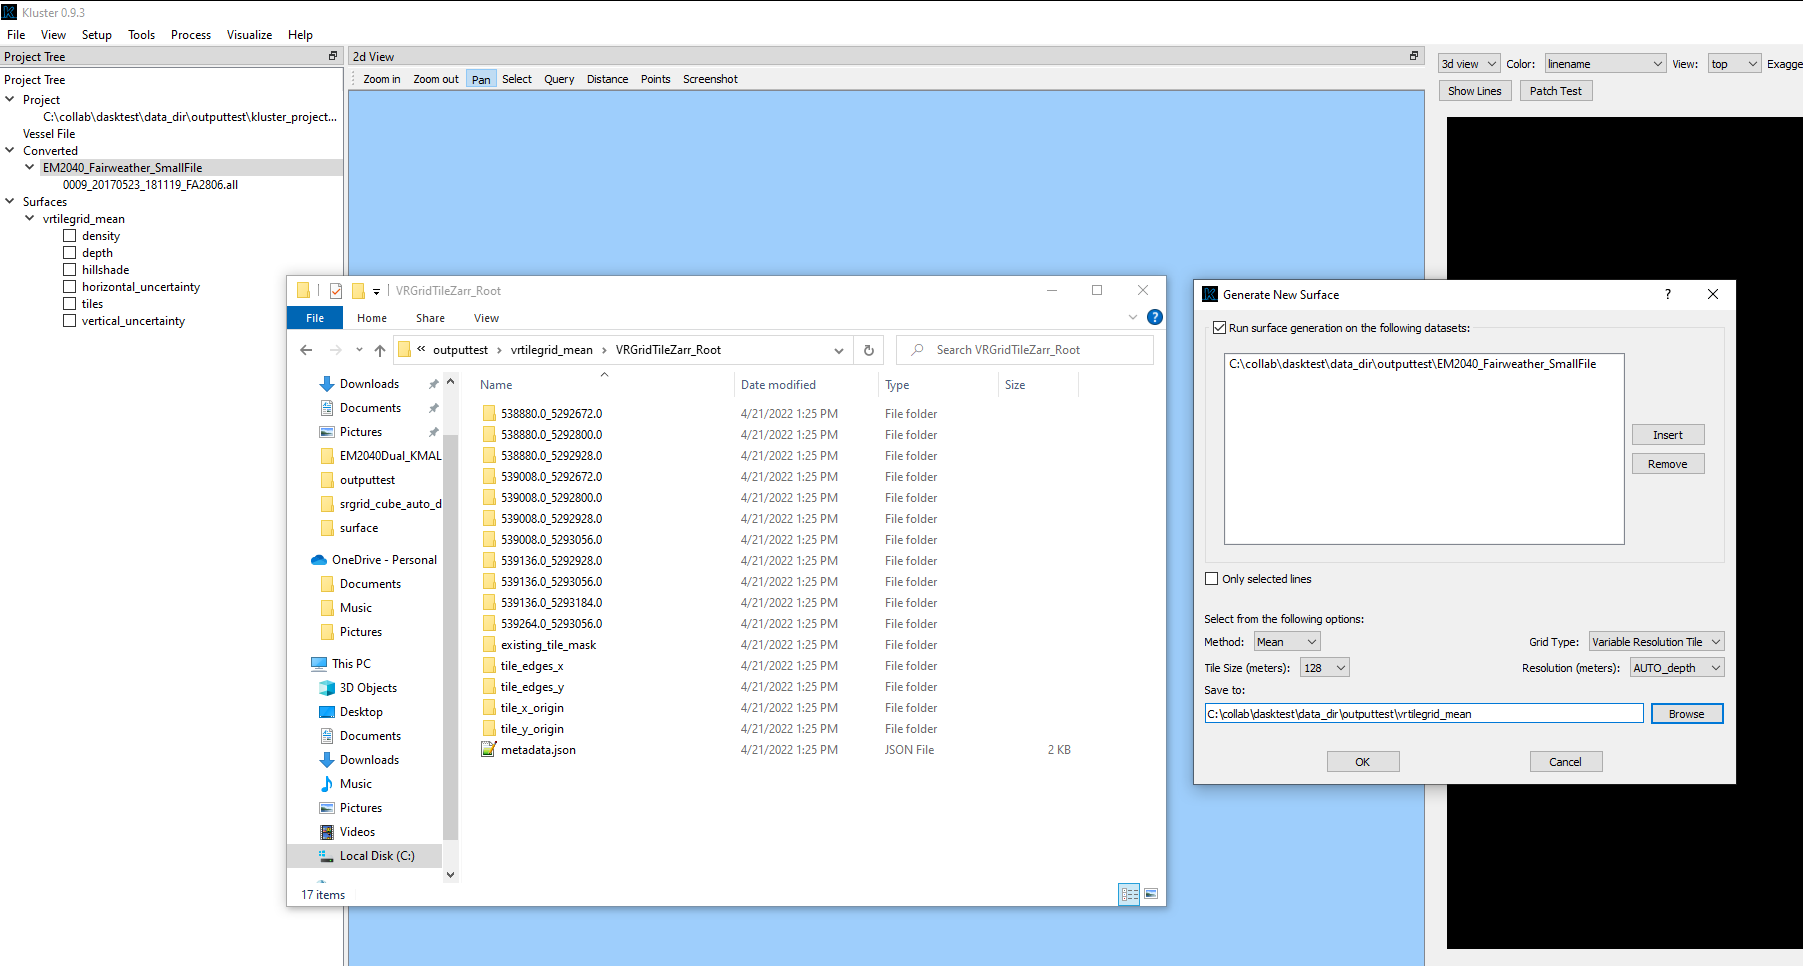 Kluster 0.9.3
File View Setup Tools Process Visualize Help
Project Tree
Project Tree
Project
C:\collab\dasktest\data_dir\outputtest\kluster_project...
Vessel File
Converted
EM2040_Fairweather_SmallFile
0009_20170523_181119_FA2806.all
Surfaces
vrtilegrid_mean
density
depth
hillshade
horizontal_uncertainty
tiles
vertical_uncertainty
2d View
Zoom in Zoom out Pan Select Query Distance Points Screenshot
3d view Color: linename View: top Exagge
Show Lines Patch Test
VRGridTileZarr_Root
File Home Share View
« outputtest › vrtilegrid_mean › VRGridTileZarr_Root
Search VRGridTileZarr_Root
Downloads
Documents
Pictures
EM2040Dual_KMAL
outputtest
srgrid_cube_auto_d
surface
OneDrive - Personal
Documents
Music
Pictures
This PC
3D Objects
Desktop
Documents
Downloads
Music
Pictures
Videos
Local Disk (C:)
Name Date modified Type Size
538880.0_5292672.0 4/21/2022 1:25 PM File folder
538880.0_5292800.0 4/21/2022 1:25 PM File folder
538880.0_5292928.0 4/21/2022 1:25 PM File folder
539008.0_5292672.0 4/21/2022 1:25 PM File folder
539008.0_5292800.0 4/21/2022 1:25 PM File folder
539008.0_5292928.0 4/21/2022 1:25 PM File folder
539008.0_5293056.0 4/21/2022 1:25 PM File folder
539136.0_5292928.0 4/21/2022 1:25 PM File folder
539136.0_5293056.0 4/21/2022 1:25 PM File folder
539136.0_5293184.0 4/21/2022 1:25 PM File folder
539264.0_5293056.0 4/21/2022 1:25 PM File folder
existing_tile_mask 4/21/2022 1:25 PM File folder
tile_edges_x 4/21/2022 1:25 PM File folder
tile_edges_y 4/21/2022 1:25 PM File folder
tile_x_origin 4/21/2022 1:25 PM File folder
tile_y_origin 4/21/2022 1:25 PM File folder
metadata.json 4/21/2022 1:25 PM JSON File 2 KB
17 items
Generate New Surface
Run surface generation on the following datasets:
C:\collab\dasktest\data_dir\outputtest\EM2040_Fairweather_SmallFile
Insert
Remove
Only selected lines
Select from the following options:
Method: Mean Grid Type: Variable Resolution Tile
Tile Size (meters): 128 Resolution (meters): AUTO_depth
Save to:
C:\collab\dasktest\data_dir\outputtest\vrtilegrid_mean Browse
OK Cancel